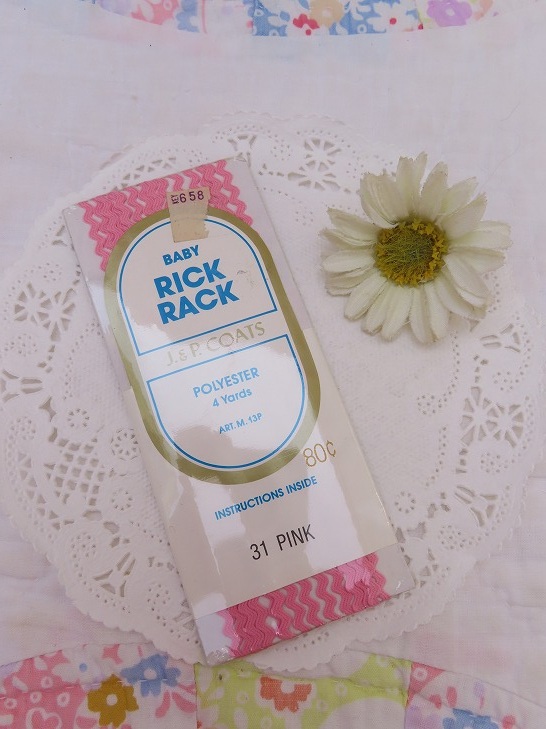 658
BABY
RICK
RACK
J.&P. COATS
POLYESTER
4 Yards
ART. M. 13P
80¢
INSTRUCTIONS INSIDE
31 PINK